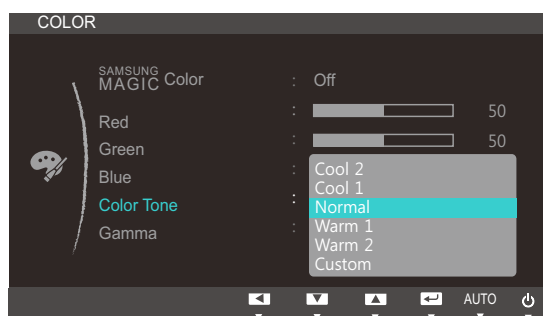 COLOR
SAMSUNG
MAGIC Color : Off
Red : 50
Green : 50
Blue :
Color Tone :
Gamma :
Cool 2
Cool 1
Normal
Warm 1
Warm 2
Custom
AUTO